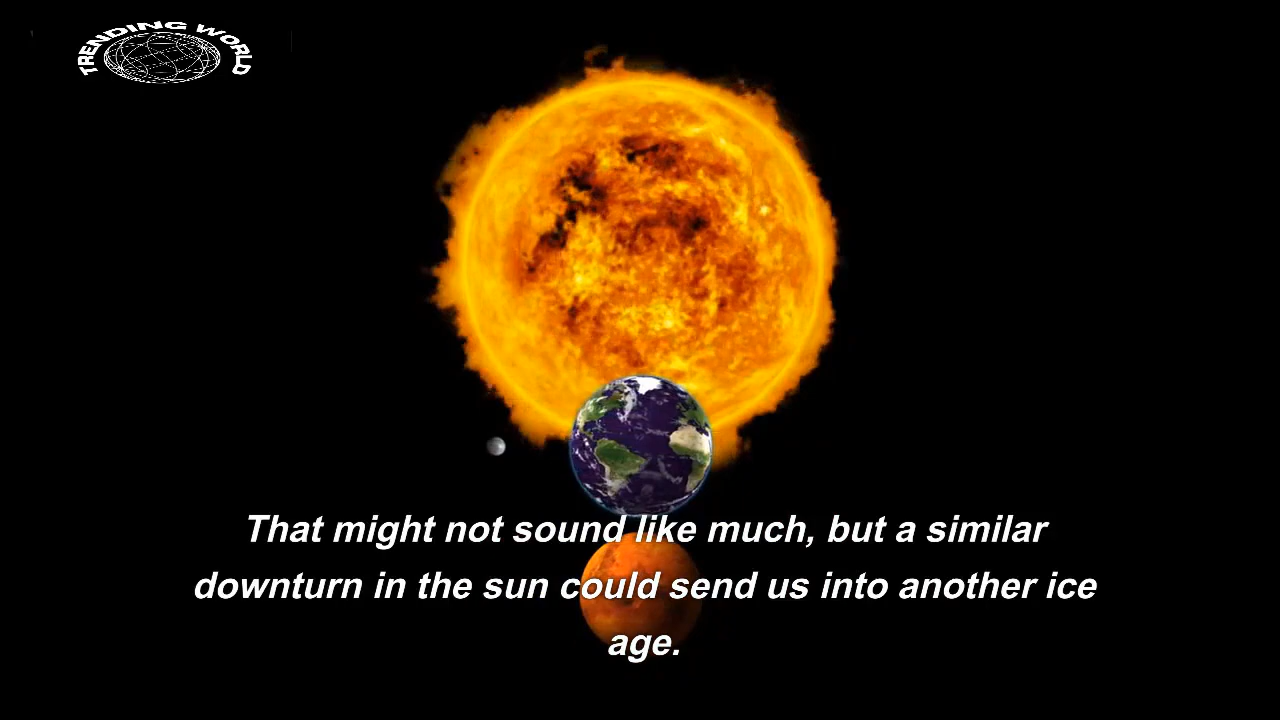 TRENDING WORLD
That might not sound like much, but a similar
downturn in the sun could send us into another ice
age.